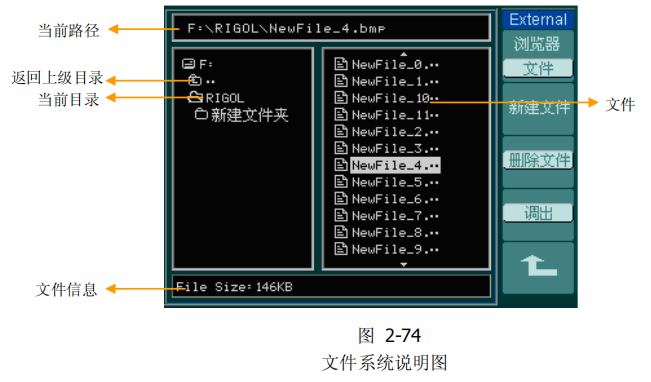 当前路径
F:\RIGOL\NewFile_4.bmp
External
浏览器
文件
返回上级目录
F:
..
当前目录
RIGOL
新建文件夹
NewFile_0...
NewFile_1...
NewFile_10...
NewFile_11...
NewFile_2...
NewFile_3...
NewFile_4...
NewFile_5...
NewFile_6...
NewFile_7...
NewFile_8...
NewFile_9...
新建文件
删除文件
调出
文件
文件信息
File Size: 146KB
图 2-74
文件系统说明图